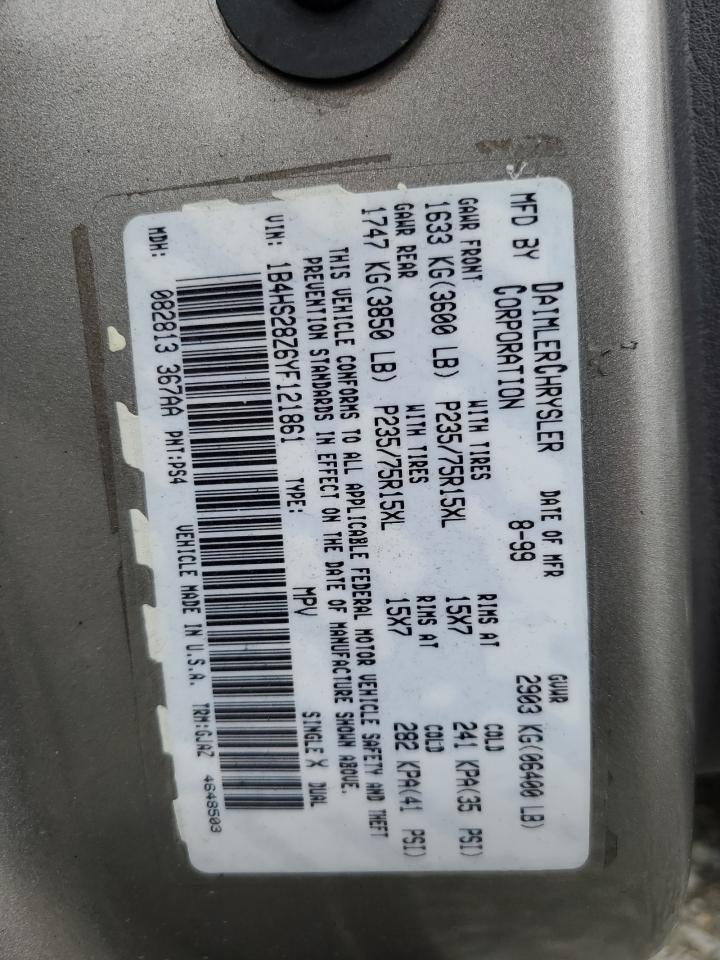 MFD BY DAIMLERCHRYSLER CORPORATION DATE OF MFR 8-99 GVWR 2903 KG(06400 LB)
GAWR FRONT WITH TIRES RIMS AT COLD
1633 KG(3600 LB) P235/75R15XL 15X7 241 KPA(35 PSI)
GAWR REAR WITH TIRES RIMS AT COLD
1747 KG(3850 LB) P235/75R15XL 15X7 282 KPA(41 PSI)
THIS VEHICLE CONFORMS TO ALL APPLICABLE FEDERAL MOTOR VEHICLE SAFETY AND THEFT
PREVENTION STANDARDS IN EFFECT ON THE DATE OF MANUFACTURE SHOWN ABOVE.
VIN: 1B4HS28Z6YF121861 TYPE: MPV SINGLE X DUAL
MDH: 082813 367AA PNT:PS4 VEHICLE MADE IN U.S.A. TRM:GJAZ 4648503